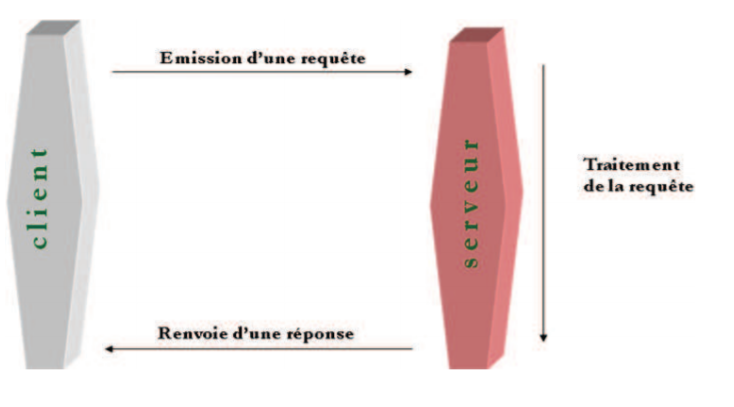 Emission d'une requête
client
serveur
Traitement
de la requête
Renvoie d'une réponse